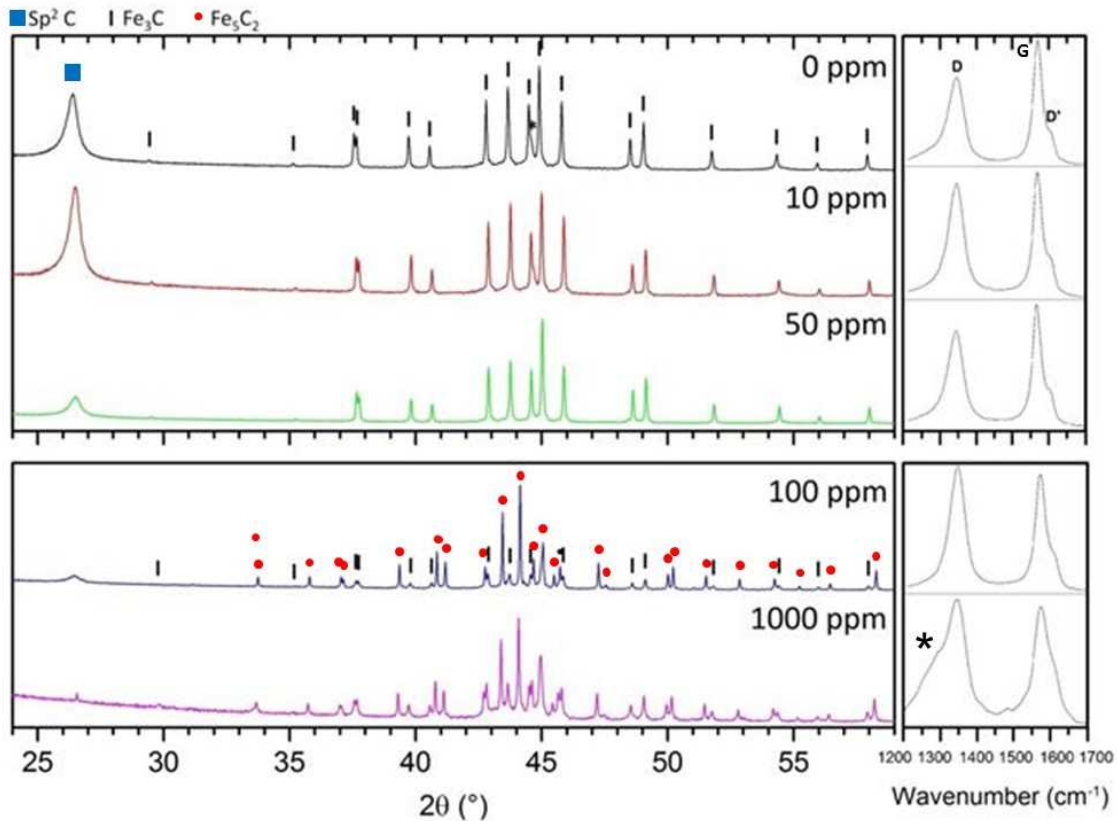 Sp² C
Fe₃C
Fe₅C₂
0 ppm
D
G
D'
10 ppm
50 ppm
100 ppm
1000 ppm
*
25 30 35 40 45 50 55
1200 1300 1400 1500 1600 1700
2θ (°)
Wavenumber (cm⁻¹)